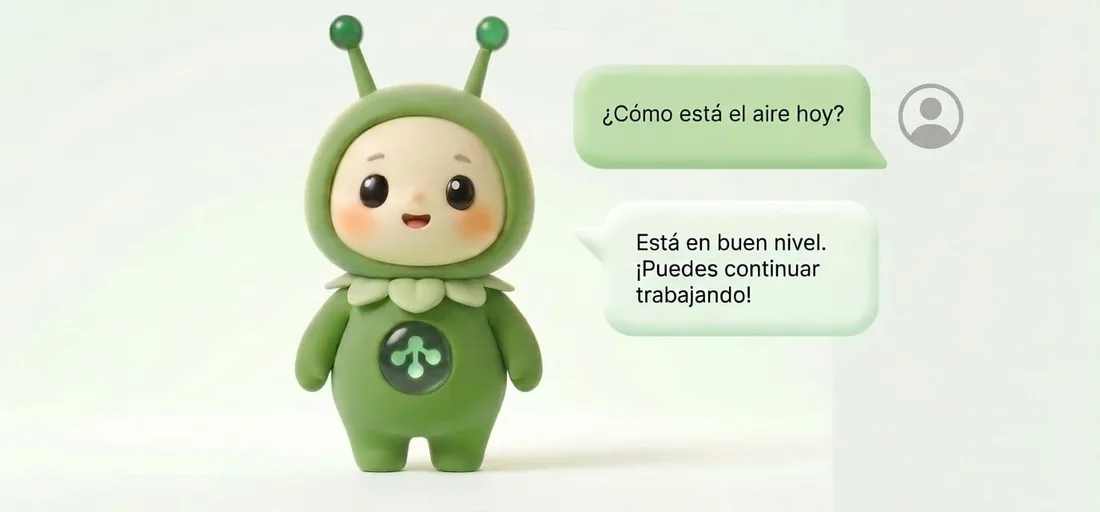 ¿Cómo está el aire hoy?
Está en buen nivel.
¡Puedes continuar
trabajando!